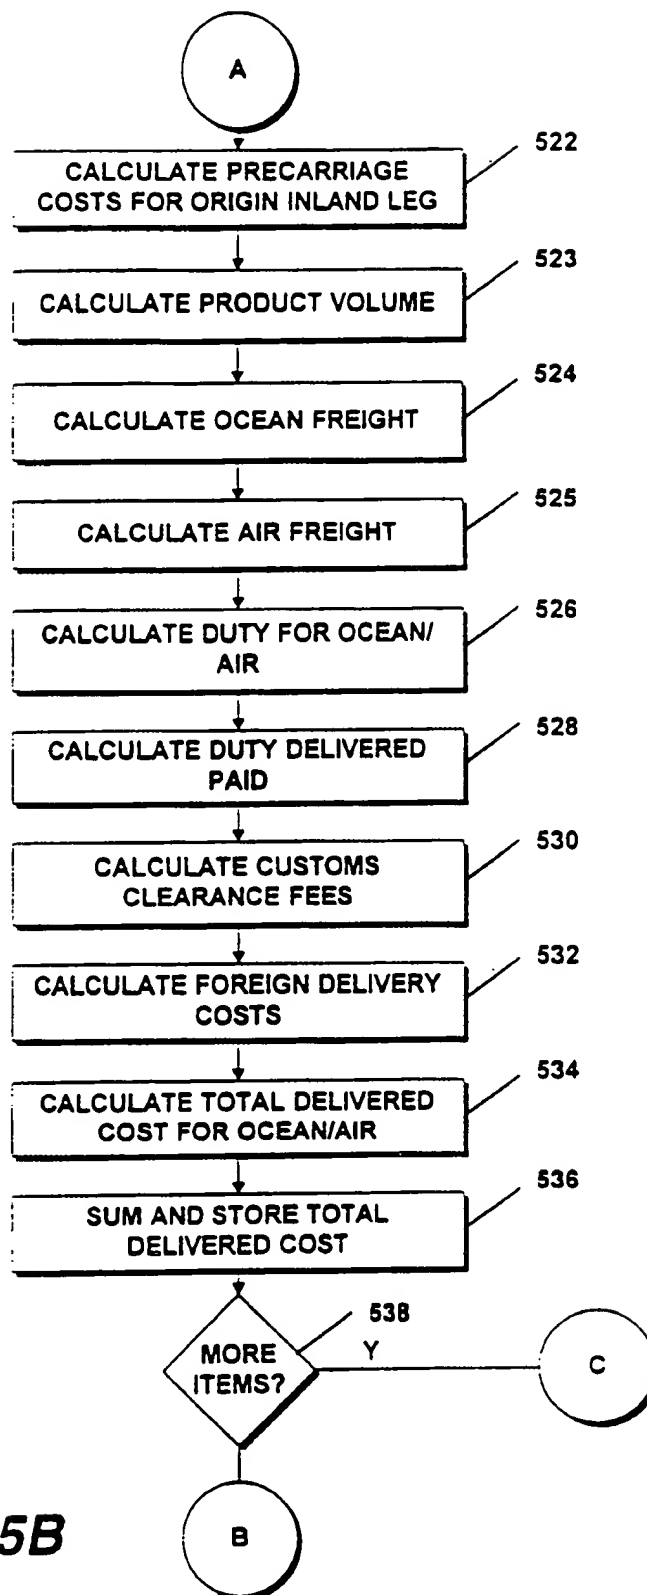 A
522
CALCULATE PRECARRIAGE
COSTS FOR ORIGIN INLAND LEG
523
CALCULATE PRODUCT VOLUME
524
CALCULATE OCEAN FREIGHT
525
CALCULATE AIR FREIGHT
526
CALCULATE DUTY FOR OCEAN/
AIR
528
CALCULATE DUTY DELIVERED
PAID
530
CALCULATE CUSTOMS
CLEARANCE FEES
532
CALCULATE FOREIGN DELIVERY
COSTS
534
CALCULATE TOTAL DELIVERED
COST FOR OCEAN/AIR
536
SUM AND STORE TOTAL
DELIVERED COST
538
MORE
ITEMS?
Y
C
B
5B